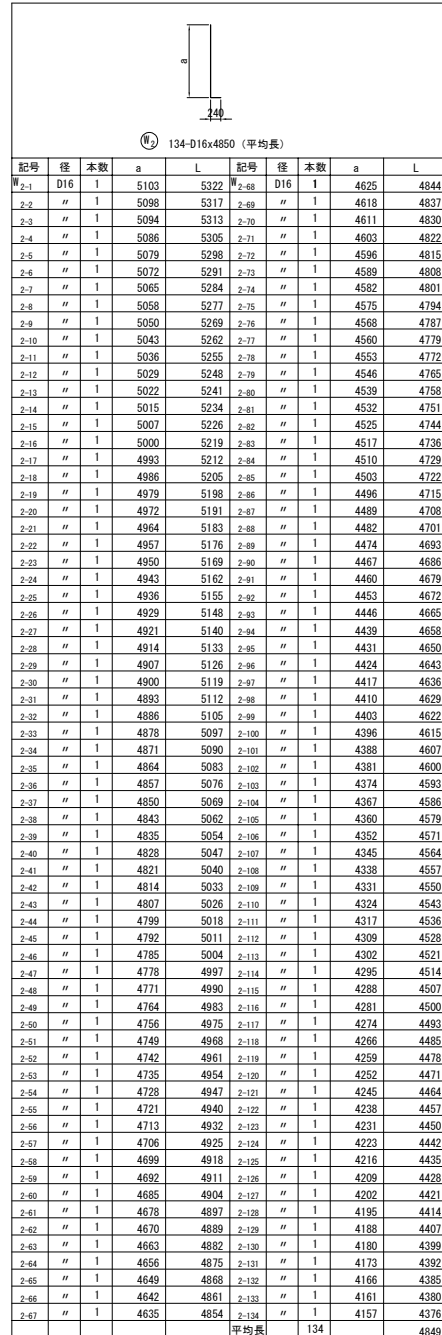 a
240
W2 134-D16x4850 (平均長)
記号 径 本数 a L 記号 径 本数 a L
W2-1 D16 1 5103 5322 W2-68 D16 1 4625 4844
2-2 〃 1 5098 5317 2-69 〃 1 4618 4837
2-3 〃 1 5094 5313 2-70 〃 1 4611 4830
2-4 〃 1 5086 5305 2-71 〃 1 4603 4822
2-5 〃 1 5079 5298 2-72 〃 1 4596 4815
2-6 〃 1 5072 5291 2-73 〃 1 4589 4808
2-7 〃 1 5065 5284 2-74 〃 1 4582 4801
2-8 〃 1 5058 5277 2-75 〃 1 4575 4794
2-9 〃 1 5050 5269 2-76 〃 1 4568 4787
2-10 〃 1 5043 5262 2-77 〃 1 4560 4779
2-11 〃 1 5036 5255 2-78 〃 1 4553 4772
2-12 〃 1 5029 5248 2-79 〃 1 4546 4765
2-13 〃 1 5022 5241 2-80 〃 1 4539 4758
2-14 〃 1 5015 5234 2-81 〃 1 4532 4751
2-15 〃 1 5007 5226 2-82 〃 1 4525 4744
2-16 〃 1 5000 5219 2-83 〃 1 4517 4736
2-17 〃 1 4993 5212 2-84 〃 1 4510 4729
2-18 〃 1 4986 5205 2-85 〃 1 4503 4722
2-19 〃 1 4979 5198 2-86 〃 1 4496 4715
2-20 〃 1 4972 5191 2-87 〃 1 4489 4708
2-21 〃 1 4964 5183 2-88 〃 1 4482 4701
2-22 〃 1 4957 5176 2-89 〃 1 4474 4693
2-23 〃 1 4950 5169 2-90 〃 1 4467 4686
2-24 〃 1 4943 5162 2-91 〃 1 4460 4679
2-25 〃 1 4936 5155 2-92 〃 1 4453 4672
2-26 〃 1 4929 5148 2-93 〃 1 4446 4665
2-27 〃 1 4921 5140 2-94 〃 1 4439 4658
2-28 〃 1 4914 5133 2-95 〃 1 4431 4650
2-29 〃 1 4907 5126 2-96 〃 1 4424 4643
2-30 〃 1 4900 5119 2-97 〃 1 4417 4636
2-31 〃 1 4893 5112 2-98 〃 1 4410 4629
2-32 〃 1 4886 5105 2-99 〃 1 4403 4622
2-33 〃 1 4878 5097 2-100 〃 1 4396 4615
2-34 〃 1 4871 5090 2-101 〃 1 4388 4607
2-35 〃 1 4864 5083 2-102 〃 1 4381 4600
2-36 〃 1 4857 5076 2-103 〃 1 4374 4593
2-37 〃 1 4850 5069 2-104 〃 1 4367 4586
2-38 〃 1 4843 5062 2-105 〃 1 4360 4579
2-39 〃 1 4835 5054 2-106 〃 1 4352 4571
2-40 〃 1 4828 5047 2-107 〃 1 4345 4564
2-41 〃 1 4821 5040 2-108 〃 1 4338 4557
2-42 〃 1 4814 5033 2-109 〃 1 4331 4550
2-43 〃 1 4807 5026 2-110 〃 1 4324 4543
2-44 〃 1 4799 5018 2-111 〃 1 4317 4536
2-45 〃 1 4792 5011 2-112 〃 1 4309 4528
2-46 〃 1 4785 5004 2-113 〃 1 4302 4521
2-47 〃 1 4778 4997 2-114 〃 1 4295 4514
2-48 〃 1 4771 4990 2-115 〃 1 4288 4507
2-49 〃 1 4764 4983 2-116 〃 1 4281 4500
2-50 〃 1 4756 4975 2-117 〃 1 4274 4493
2-51 〃 1 4749 4968 2-118 〃 1 4266 4485
2-52 〃 1 4742 4961 2-119 〃 1 4259 4478
2-53 〃 1 4735 4954 2-120 〃 1 4252 4471
2-54 〃 1 4728 4947 2-121 〃 1 4245 4464
2-55 〃 1 4721 4940 2-122 〃 1 4238 4457
2-56 〃 1 4713 4932 2-123 〃 1 4231 4450
2-57 〃 1 4706 4925 2-124 〃 1 4223 4442
2-58 〃 1 4699 4918 2-125 〃 1 4216 4435
2-59 〃 1 4692 4911 2-126 〃 1 4209 4428
2-60 〃 1 4685 4904 2-127 〃 1 4202 4421
2-61 〃 1 4678 4897 2-128 〃 1 4195 4414
2-62 〃 1 4670 4889 2-129 〃 1 4188 4407
2-63 〃 1 4663 4882 2-130 〃 1 4180 4399
2-64 〃 1 4656 4875 2-131 〃 1 4173 4392
2-65 〃 1 4649 4868 2-132 〃 1 4166 4385
2-66 〃 1 4642 4861 2-133 〃 1 4161 4380
2-67 〃 1 4635 4854 2-134 〃 1 4157 4376
平均長 134 4849